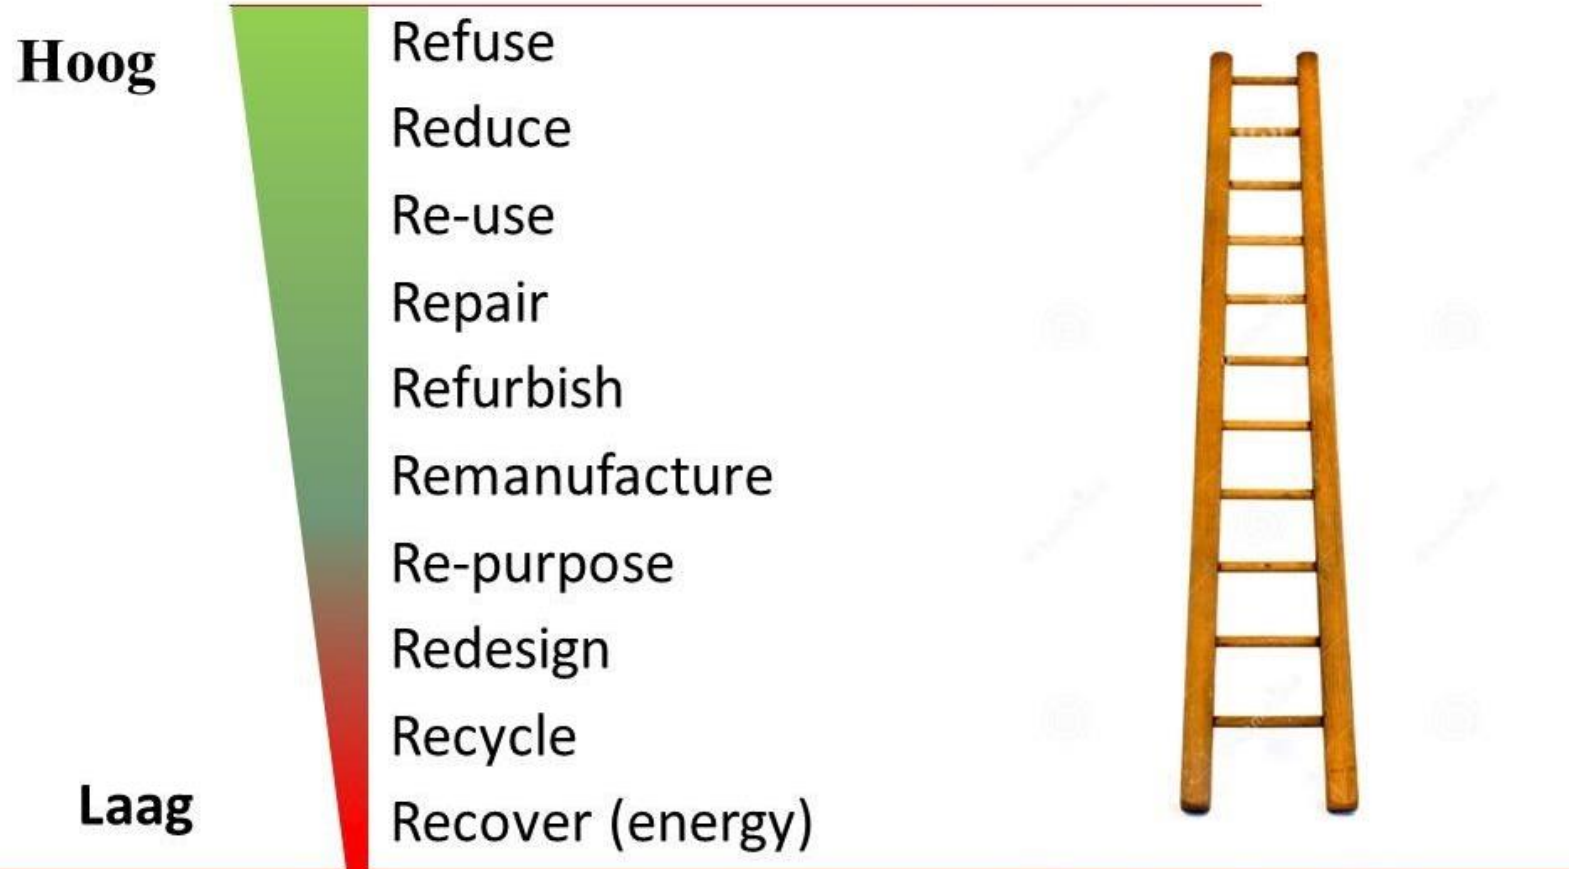 Hoog
Refuse
Reduce
Re-use
Repair
Refurbish
Remanufacture
Re-purpose
Redesign
Recycle
Laag
Recover (energy)